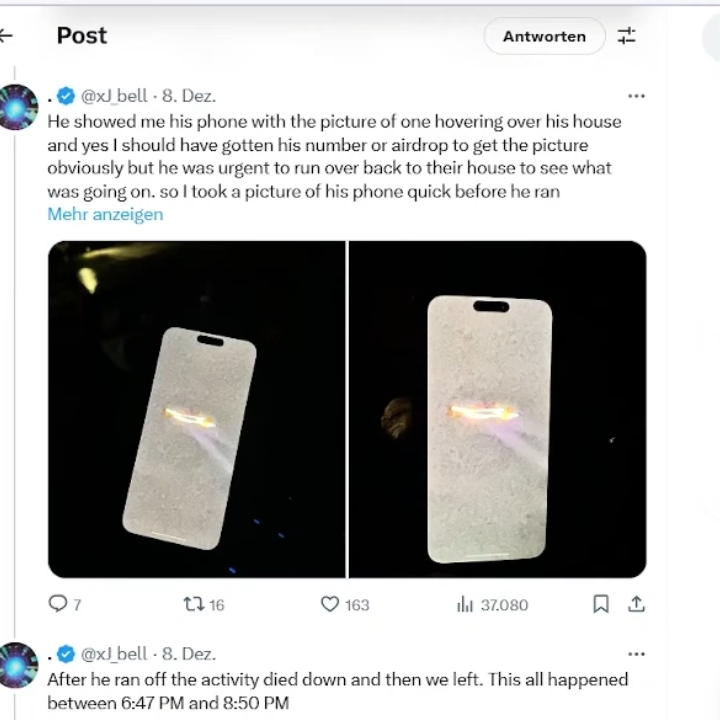 Post
Antworten
. @xJ_bell · 8. Dez.
He showed me his phone with the picture of one hovering over his house
and yes I should have gotten his number or airdrop to get the picture
obviously but he was urgent to run over back to their house to see what
was going on. so I took a picture of his phone quick before he ran
Mehr anzeigen
7 16 163 37.080
. @xJ_bell · 8. Dez.
After he ran off the activity died down and then we left. This all happened
between 6:47 PM and 8:50 PM